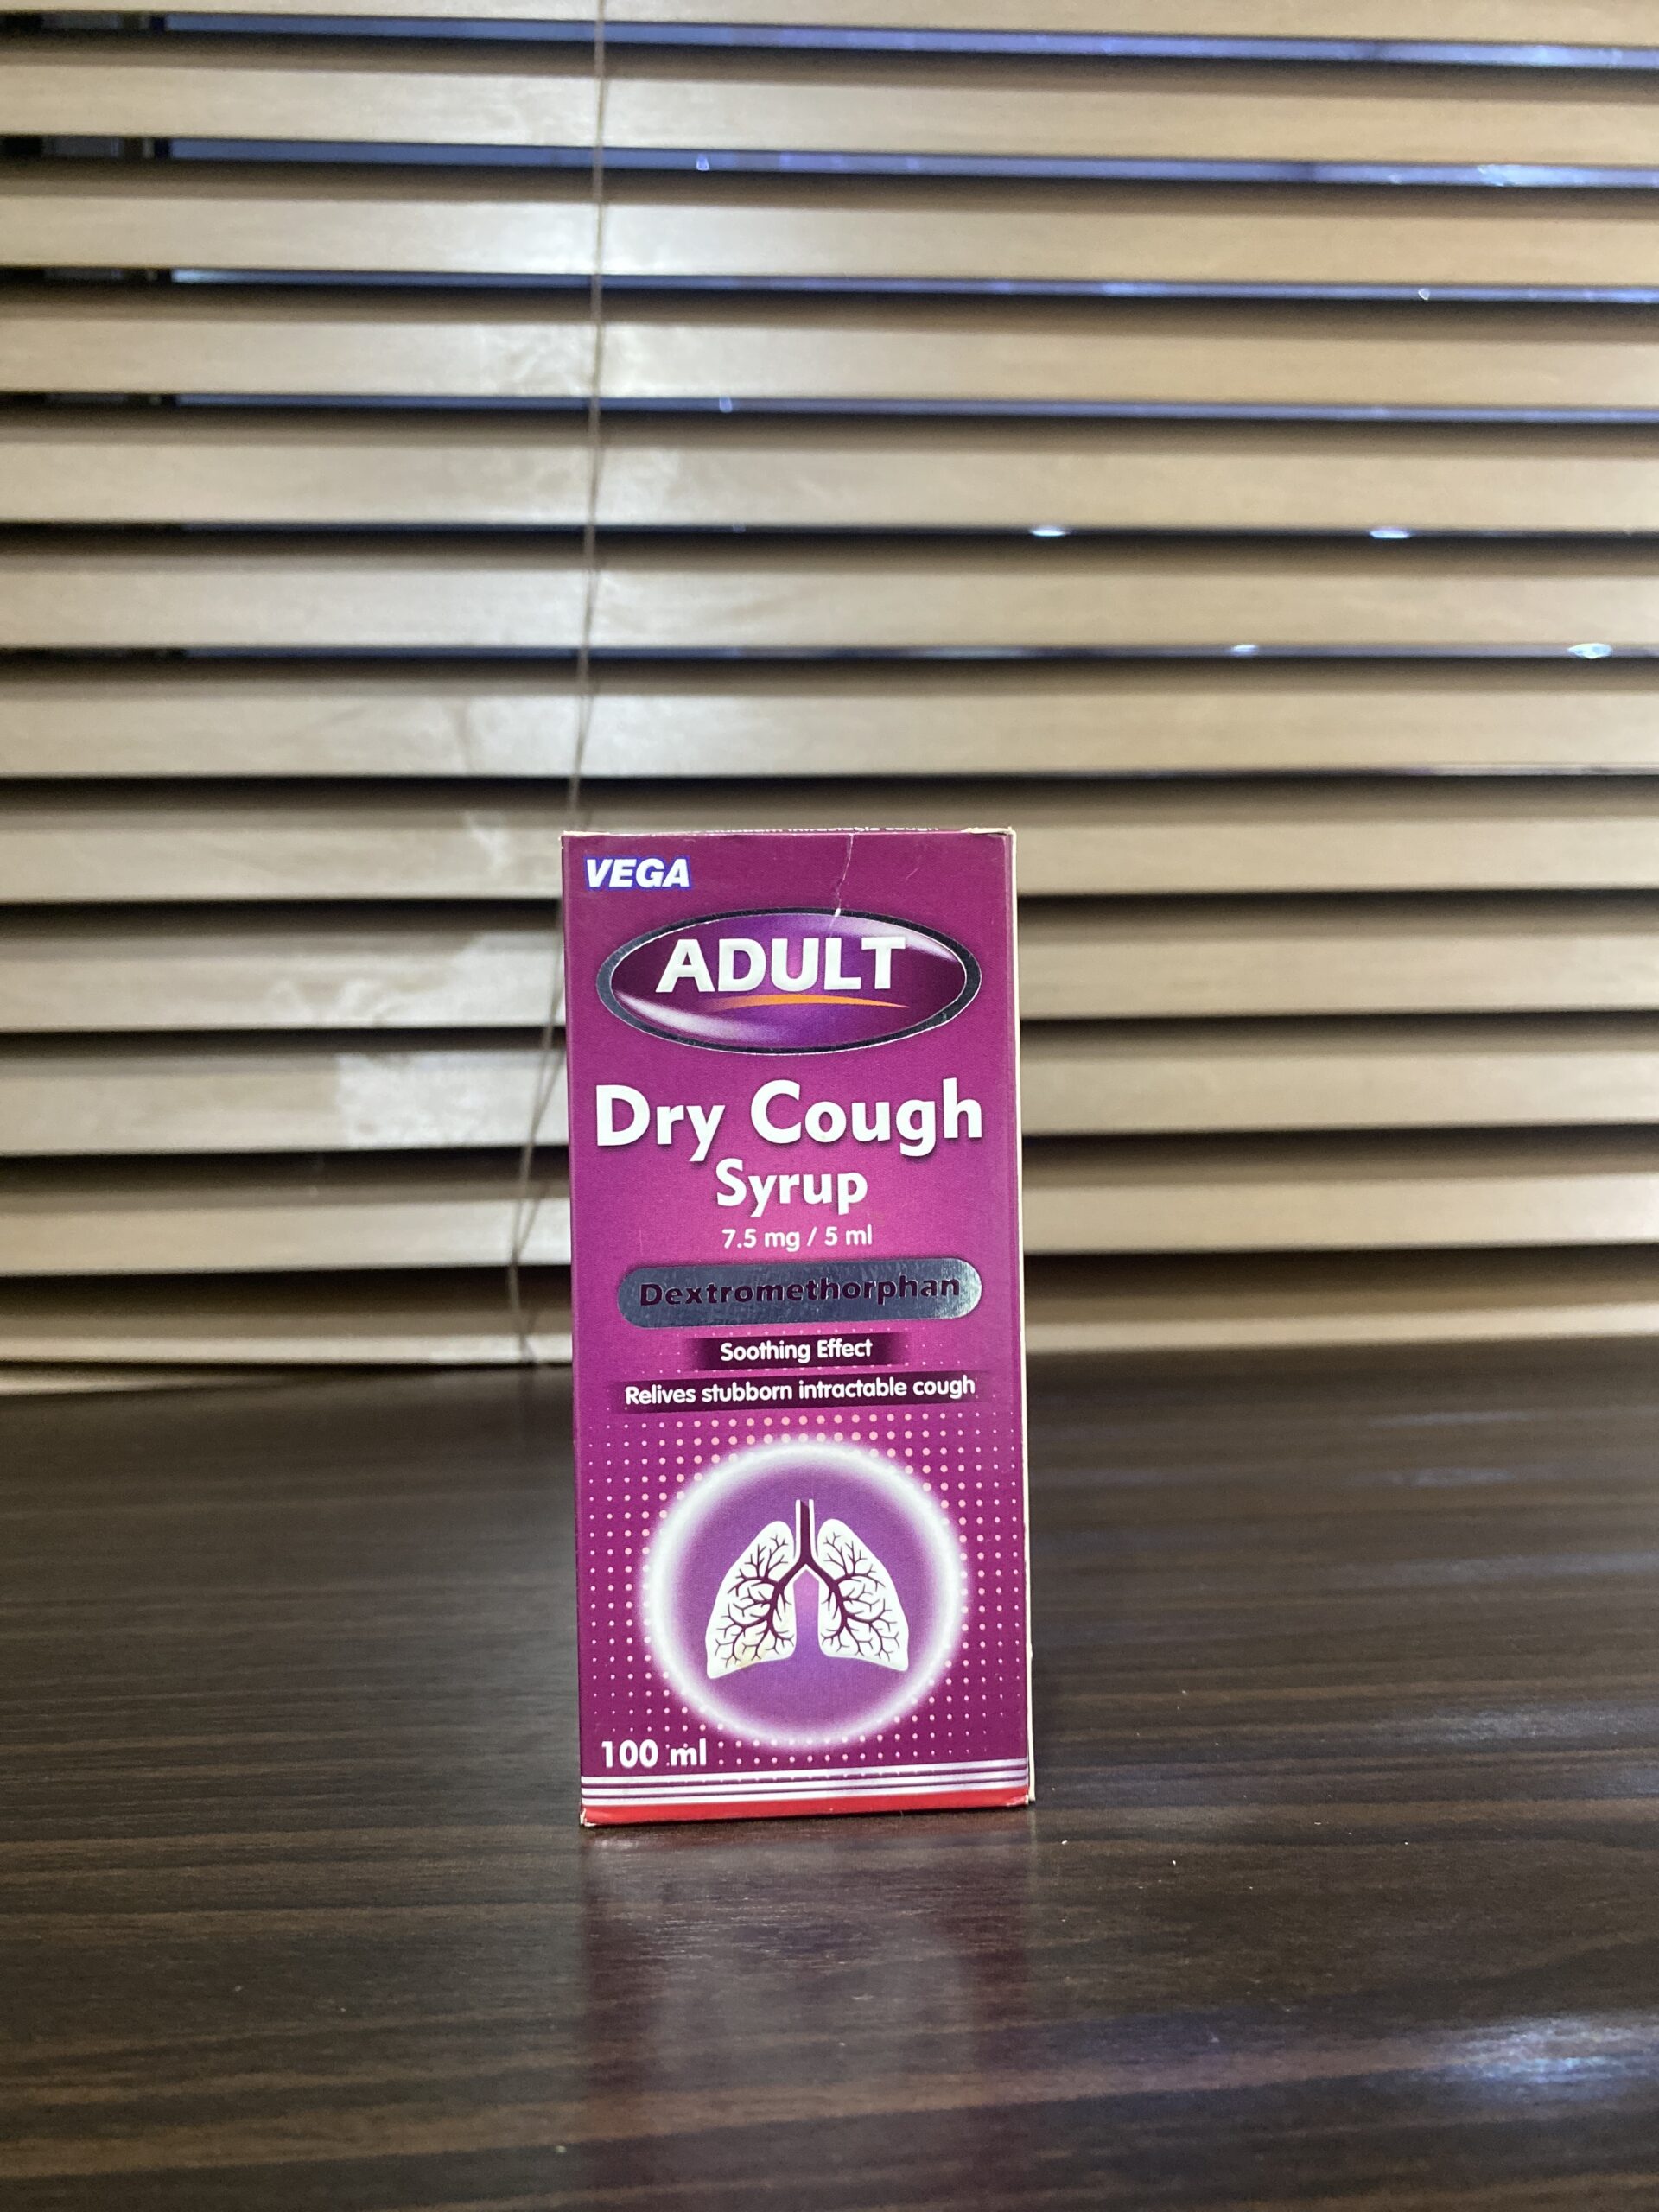 VEGA
ADULT
Dry Cough
Syrup
7.5 mg / 5 ml
Dextromethorphan
Soothing Effect
Relives stubborn intractable cough
100 ml